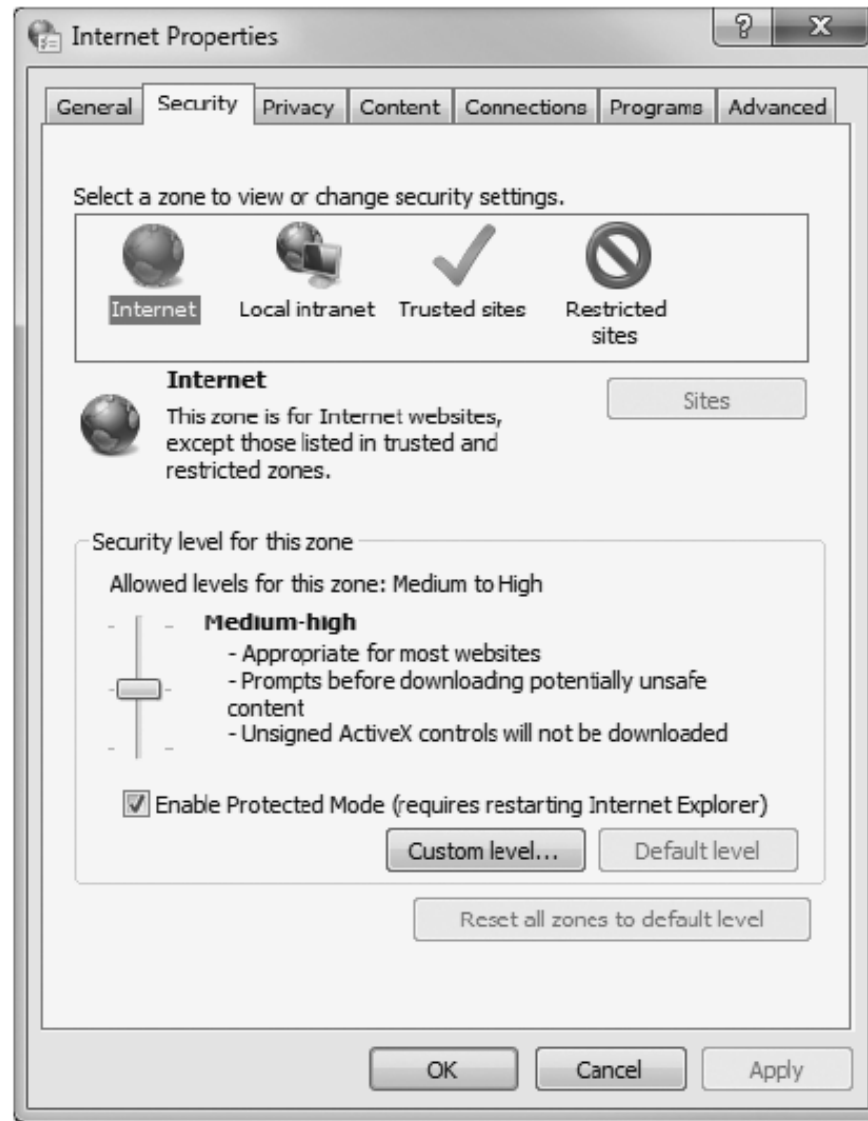 Internet Properties
? X
General Security Privacy Content Connections Programs Advanced
Select a zone to view or change security settings.
Internet Local intranet Trusted sites Restricted
sites
Internet
This zone is for Internet websites,
except those listed in trusted and
restricted zones.
Sites
Security level for this zone
Allowed levels for this zone: Medium to High
Medium-high
- Appropriate for most websites
- Prompts before downloading potentially unsafe
content
- Unsigned ActiveX controls will not be downloaded
Enable Protected Mode (requires restarting Internet Explorer)
Custom level... Default level
Reset all zones to default level
OK Cancel Apply